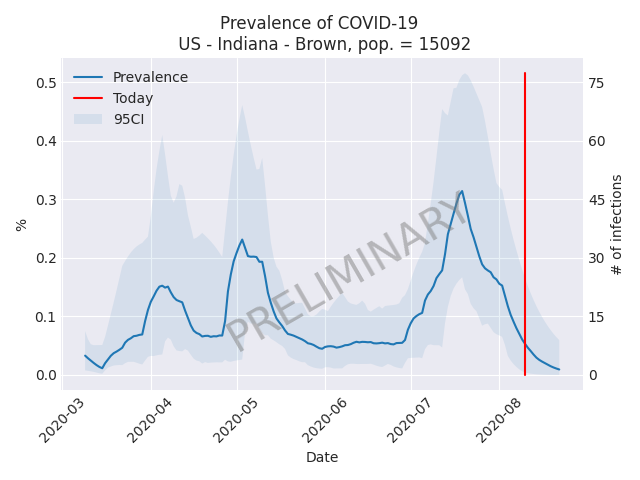 Prevalence of COVID-19
US - Indiana - Brown, pop. = 15092
Prevalence
Today
95CI
PRELIMINARY
0.5
0.4
0.3
0.2
0.1
0.0
%
75
60
45
30
15
0
# of infections
2020-03
2020-04
2020-05
2020-06
2020-07
2020-08
Date